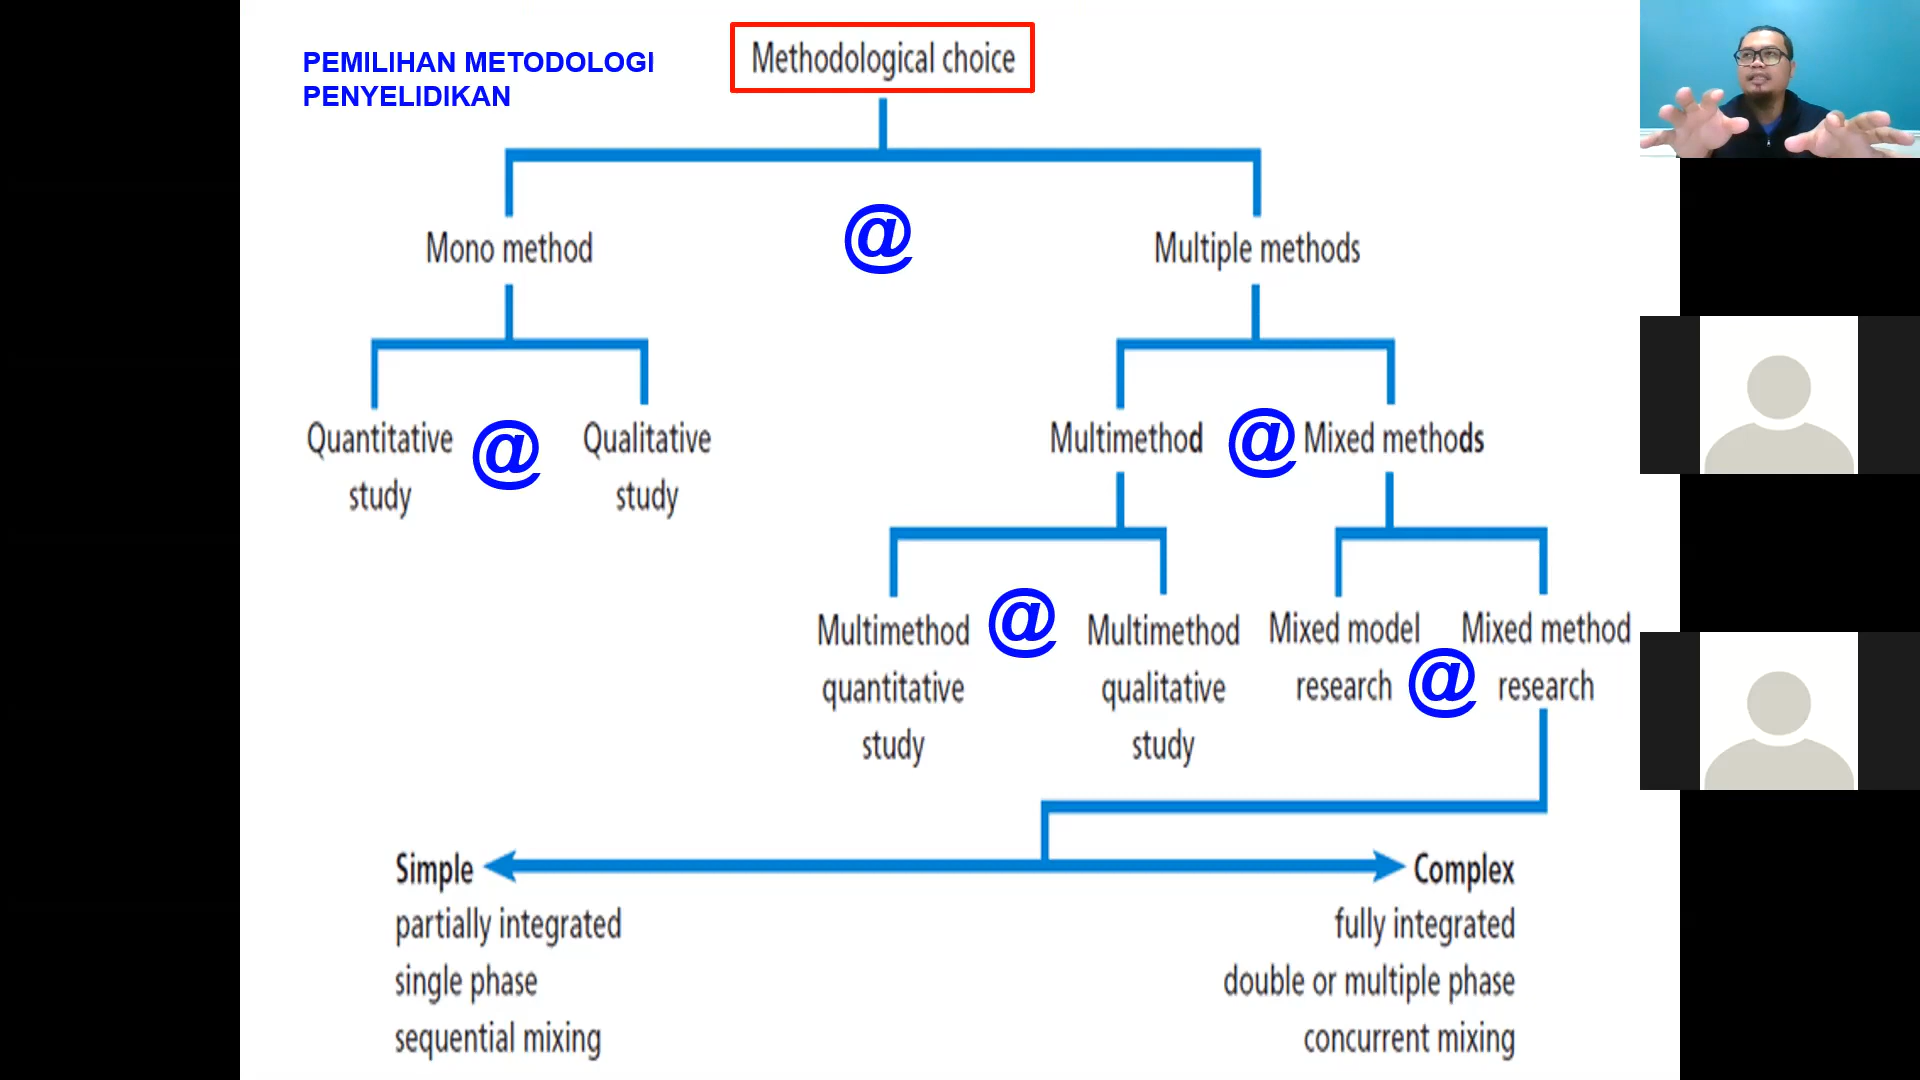 PEMILIHAN METODOLOGI
PENYELIDIKAN
Methodological choice
Mono method
@
Multiple methods
Quantitative
study
@
Qualitative
study
Multimethod
@
Mixed methods
Multimethod
quantitative
study
@
Multimethod
qualitative
study
Mixed model
research
@
Mixed method
research
Simple
partially integrated
single phase
sequential mixing
Complex
fully integrated
double or multiple phase
concurrent mixing